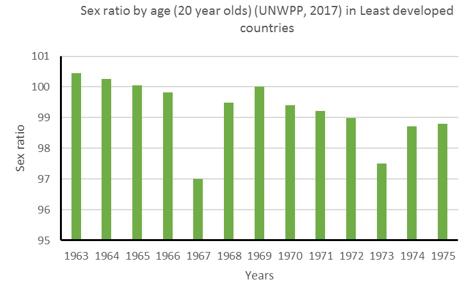 Sex ratio by age (20 year olds) (UNWPP, 2017) in Least developed
countries
101
100
99
98
97
96
95
Sex ratio
1963 1964 1965 1966 1967 1968 1969 1970 1971 1972 1973 1974 1975
Years